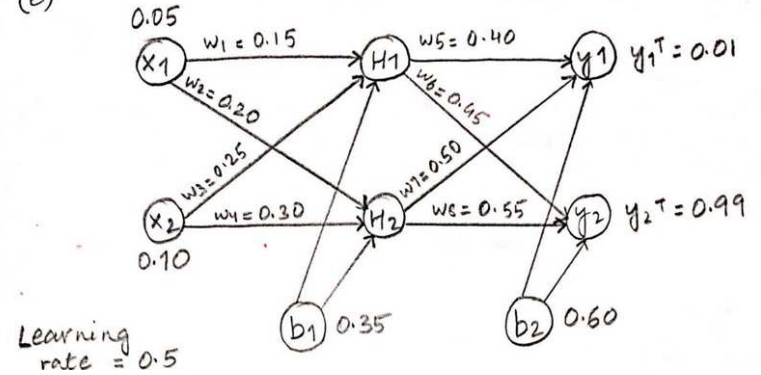 0.05
x1
w1 = 0.15
H1
w5 = 0.40
y1
y1ᵀ = 0.01
w2 = 0.20
w6 = 0.45
w3 = 0.25
w7 = 0.50
x2
w4 = 0.30
H2
w8 = 0.55
y2
y2ᵀ = 0.99
0.10
b1
0.35
b2
0.60
Learning
rate = 0.5